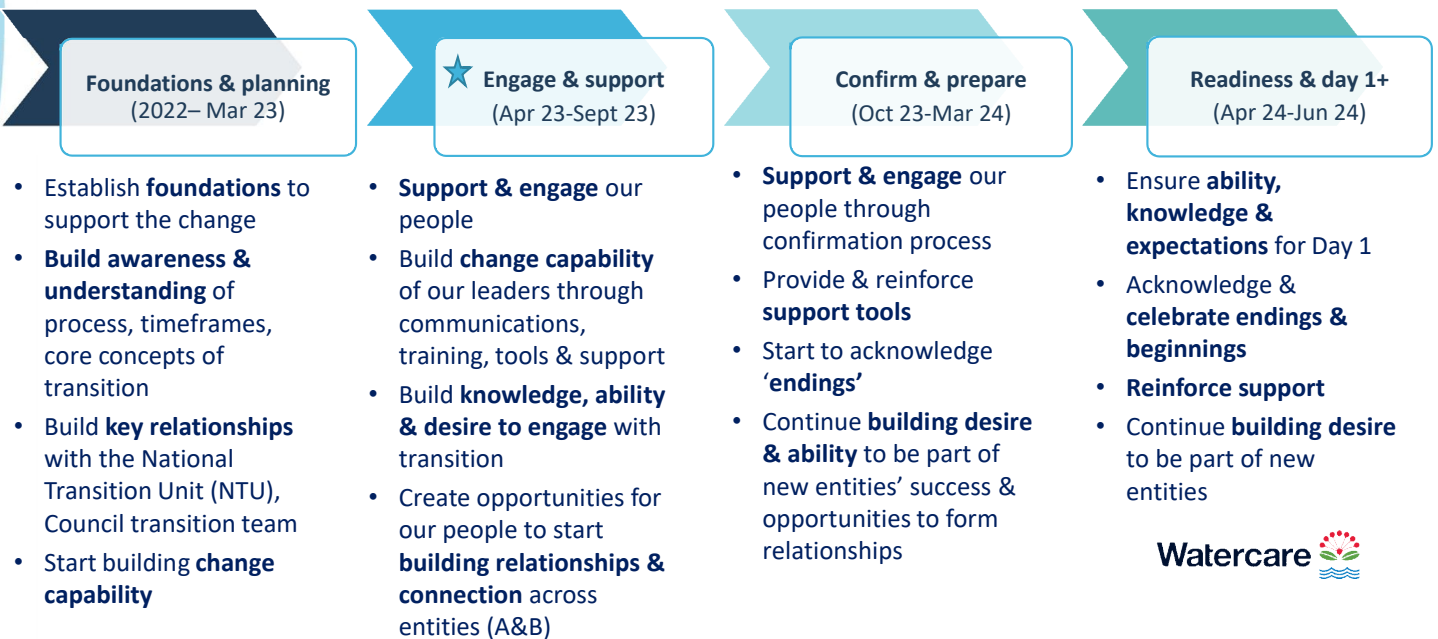 Foundations & planning
(2022– Mar 23)
• Establish foundations to
support the change
• Build awareness &
understanding of
process, timeframes,
core concepts of
transition
• Build key relationships
with the National
Transition Unit (NTU),
Council transition team
• Start building change
capability
Engage & support
(Apr 23-Sept 23)
• Support & engage our
people
• Build change capability
of our leaders through
communications,
training, tools & support
• Build knowledge, ability
& desire to engage with
transition
• Create opportunities for
our people to start
building relationships &
connection across
entities (A&B)
Confirm & prepare
(Oct 23-Mar 24)
• Support & engage our
people through
confirmation process
• Provide & reinforce
support tools
• Start to acknowledge
‘endings’
• Continue building desire
& ability to be part of
new entities’ success &
opportunities to form
relationships
Readiness & day 1+
(Apr 24-Jun 24)
• Ensure ability,
knowledge &
expectations for Day 1
• Acknowledge &
celebrate endings &
beginnings
• Reinforce support
• Continue building desire
to be part of new
entities
Watercare